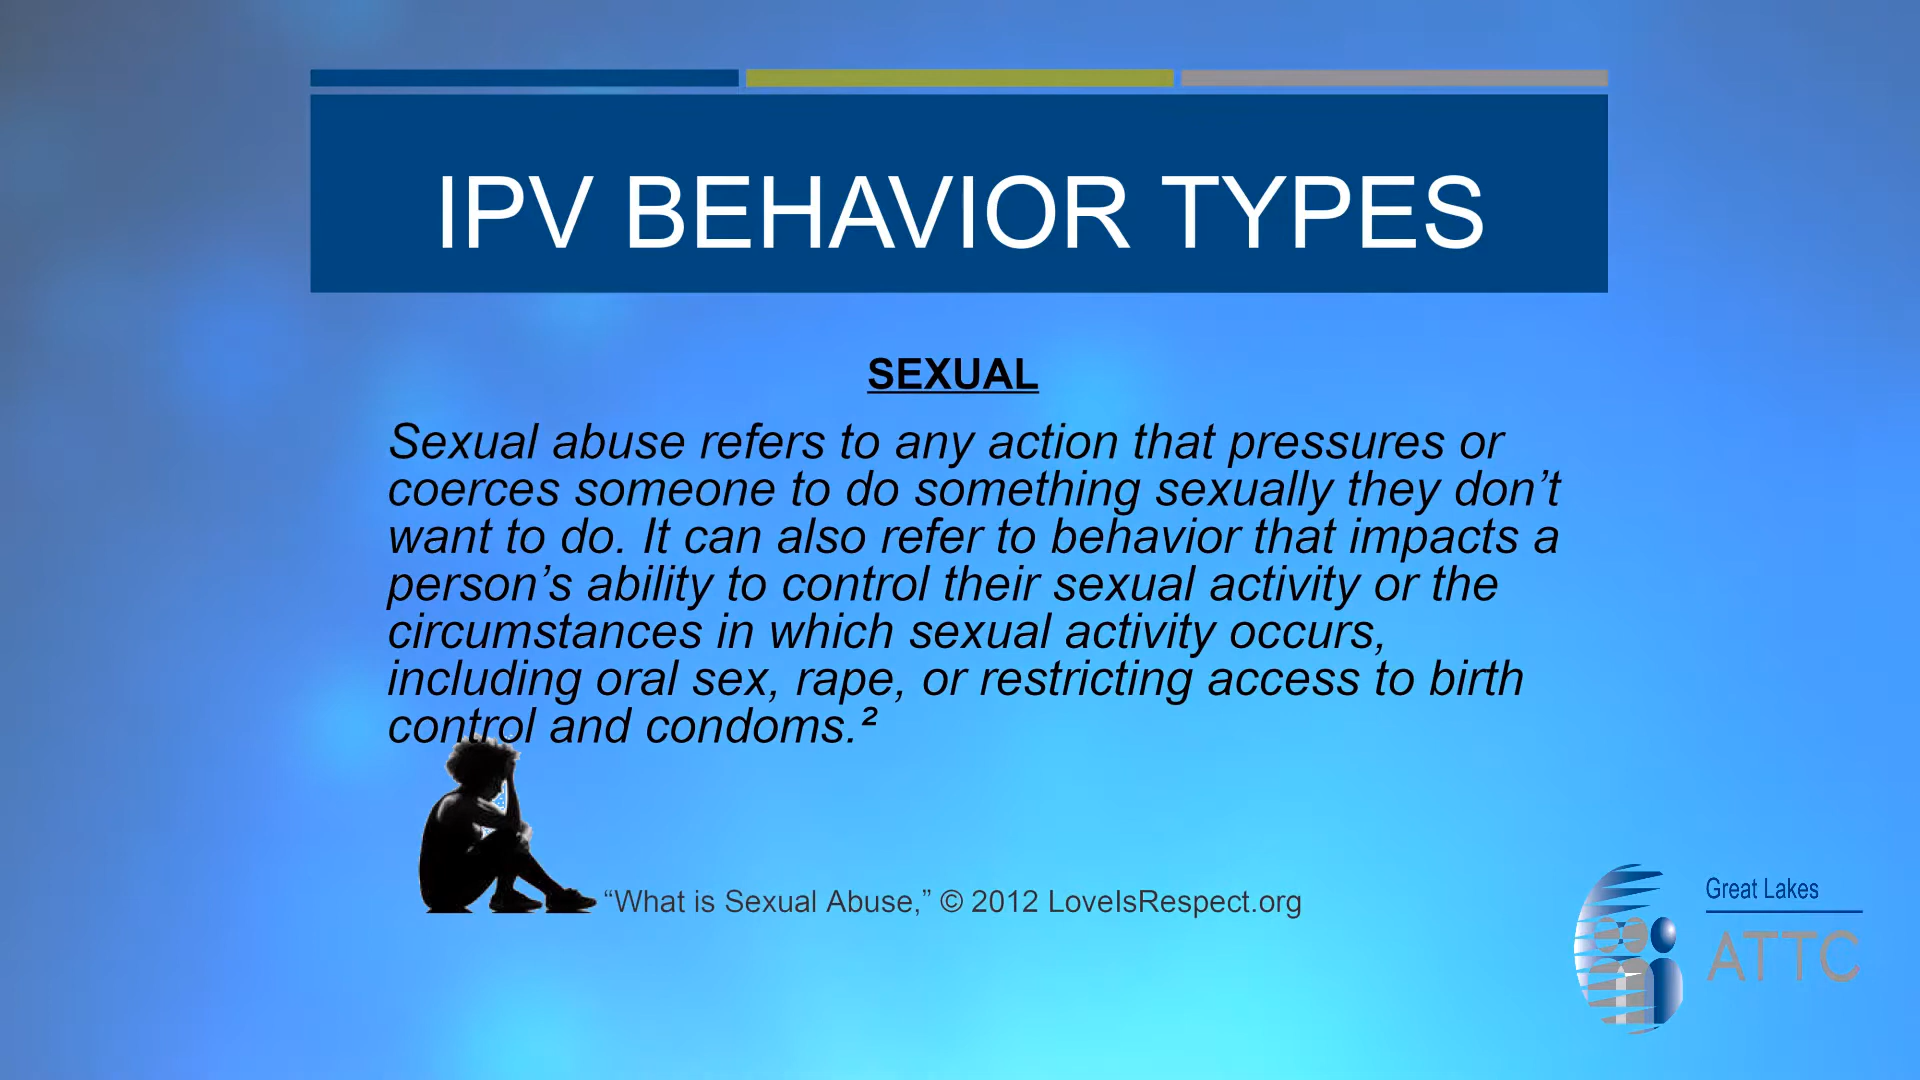 IPV BEHAVIOR TYPES
SEXUAL
Sexual abuse refers to any action that pressures or
coerces someone to do something sexually they don’t
want to do. It can also refer to behavior that impacts a
person’s ability to control their sexual activity or the
circumstances in which sexual activity occurs,
including oral sex, rape, or restricting access to birth
control and condoms.²
“What is Sexual Abuse,” © 2012 LoveIsRespect.org
Great Lakes
ATTC